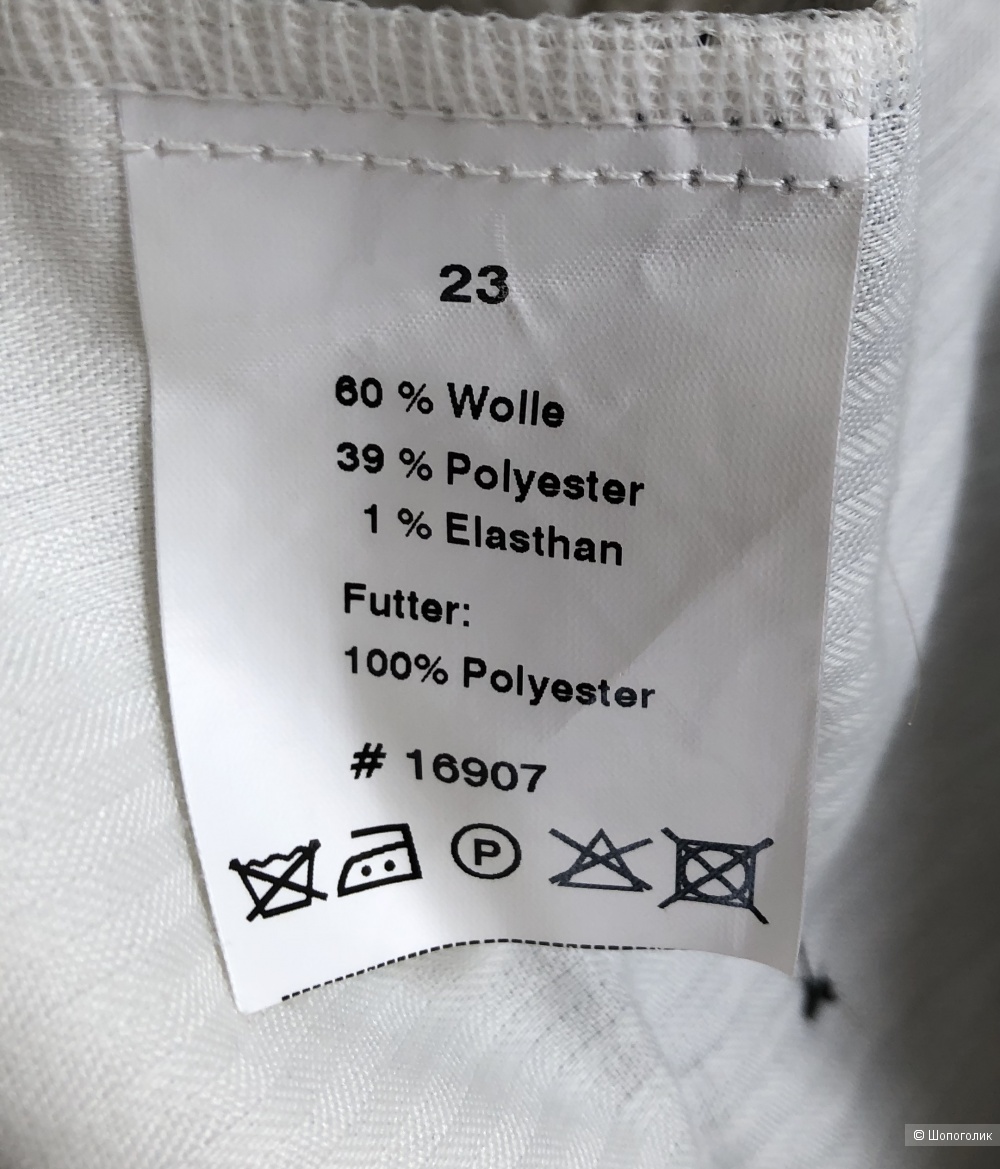 23
60 % Wolle
39 % Polyester
1 % Elasthan
Futter:
100% Polyester
# 16907
P
© Шопоголик